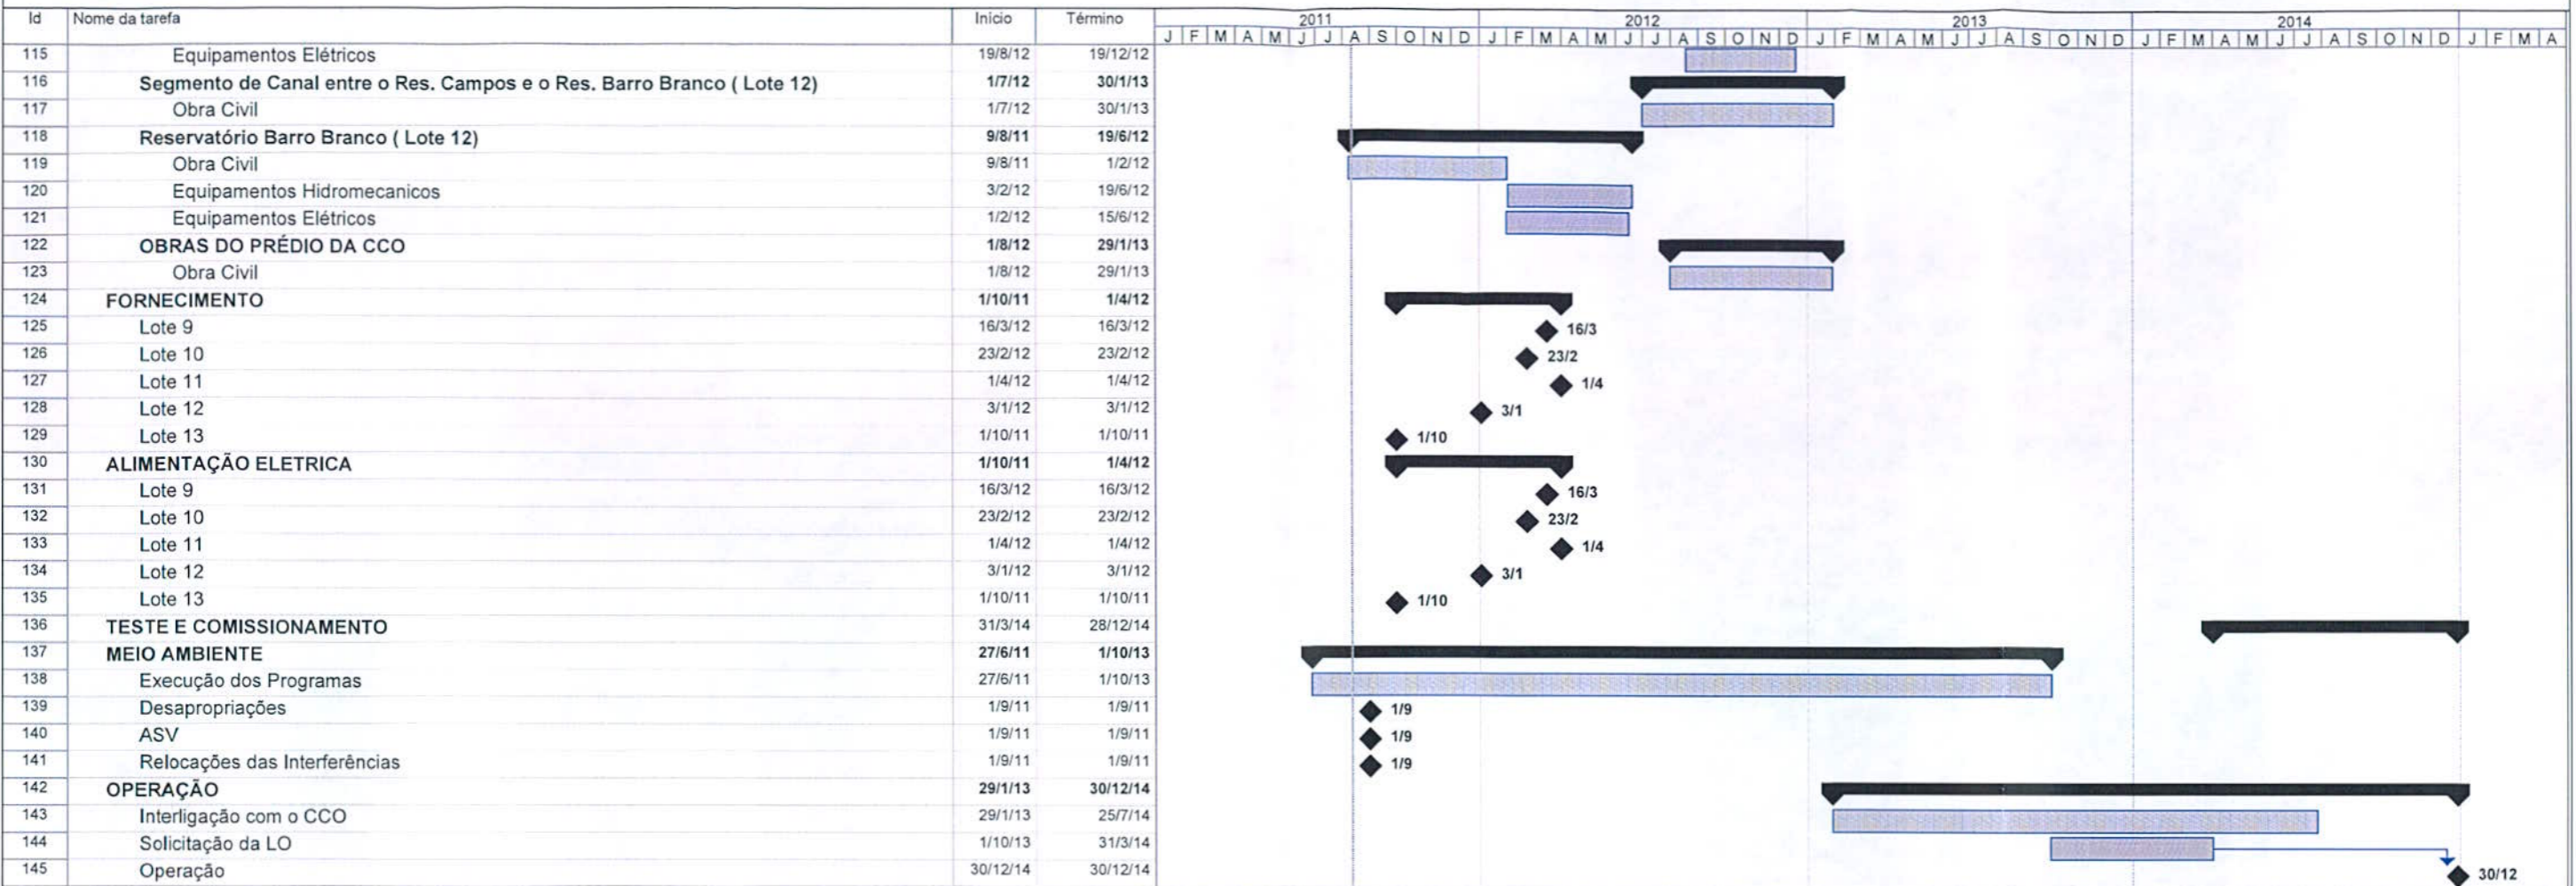 Id Nome da tarefa Início Término 2011 2012 2013 2014
J F M A M J J A S O N D J F M A M J J A S O N D J F M A M J J A S O N D J F M A M J J A S O N D J F M A
115 Equipamentos Elétricos 19/8/12 19/12/12
116 Segmento de Canal entre o Res. Campos e o Res. Barro Branco ( Lote 12) 1/7/12 30/1/13
117 Obra Civil 1/7/12 30/1/13
118 Reservatório Barro Branco ( Lote 12) 9/8/11 19/6/12
119 Obra Civil 9/8/11 1/2/12
120 Equipamentos Hidromecanicos 3/2/12 19/6/12
121 Equipamentos Elétricos 1/2/12 15/6/12
122 OBRAS DO PRÉDIO DA CCO 1/8/12 29/1/13
123 Obra Civil 1/8/12 29/1/13
124 FORNECIMENTO 1/10/11 1/4/12
125 Lote 9 16/3/12 16/3/12 16/3
126 Lote 10 23/2/12 23/2/12 23/2
127 Lote 11 1/4/12 1/4/12 1/4
128 Lote 12 3/1/12 3/1/12 3/1
129 Lote 13 1/10/11 1/10/11 1/10
130 ALIMENTAÇÃO ELETRICA 1/10/11 1/4/12
131 Lote 9 16/3/12 16/3/12 16/3
132 Lote 10 23/2/12 23/2/12 23/2
133 Lote 11 1/4/12 1/4/12 1/4
134 Lote 12 3/1/12 3/1/12 3/1
135 Lote 13 1/10/11 1/10/11 1/10
136 TESTE E COMISSIONAMENTO 31/3/14 28/12/14
137 MEIO AMBIENTE 27/6/11 1/10/13
138 Execução dos Programas 27/6/11 1/10/13
139 Desapropriações 1/9/11 1/9/11 1/9
140 ASV 1/9/11 1/9/11 1/9
141 Relocações das Interferências 1/9/11 1/9/11 1/9
142 OPERAÇÃO 29/1/13 30/12/14
143 Interligação com o CCO 29/1/13 25/7/14
144 Solicitação da LO 1/10/13 31/3/14
145 Operação 30/12/14 30/12/14 30/12